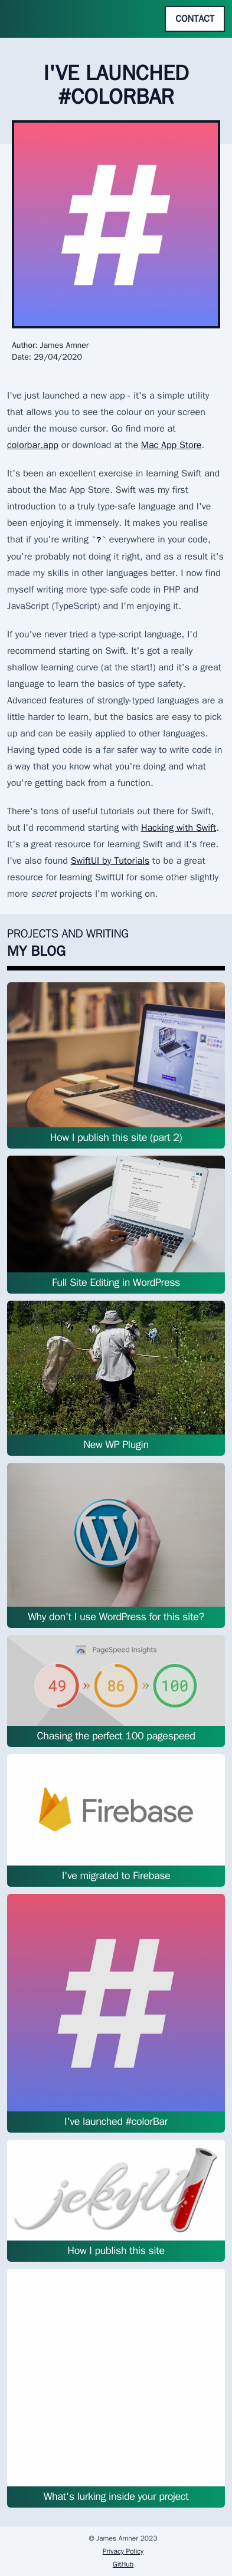 CONTACT
I'VE LAUNCHED
#COLORBAR
#
Author: James Amner
Date: 29/04/2020
I've just launched a new app - it's a simple utility
that allows you to see the colour on your screen
under the mouse cursor. Go find more at
colorbar.app or download at the Mac App Store.
It's been an excellent exercise in learning Swift and
about the Mac App Store. Swift was my first
introduction to a truly type-safe language and I've
been enjoying it immensely. It makes you realise
that if you're writing `?` everywhere in your code,
you're probably not doing it right, and as a result it's
made my skills in other languages better. I now find
myself writing more type-safe code in PHP and
JavaScript (TypeScript) and I'm enjoying it.
If you've never tried a type-script language, I'd
recommend starting on Swift. It's got a really
shallow learning curve (at the start!) and it's a great
language to learn the basics of type safety.
Advanced features of strongly-typed languages are a
little harder to learn, but the basics are easy to pick
up and can be easily applied to other languages.
Having typed code is a far safer way to write code in
a way that you know what you're doing and what
you're getting back from a function.
There's tons of useful tutorials out there for Swift,
but I'd recommend starting with Hacking with Swift.
It's a great resource for learning Swift and it's free.
I've also found SwiftUI by Tutorials to be a great
resource for learning SwiftUI for some other slightly
more secret projects I'm working on.
PROJECTS AND WRITING
MY BLOG
How I publish this site (part 2)
Full Site Editing in WordPress
New WP Plugin
Why don't I use WordPress for this site?
PageSpeed Insights
49 » 86 » 100
Chasing the perfect 100 pagespeed
Firebase
I've migrated to Firebase
#
I've launched #colorBar
jekyll
How I publish this site
What's lurking inside your project
© James Amner 2023
Privacy Policy
GitHub